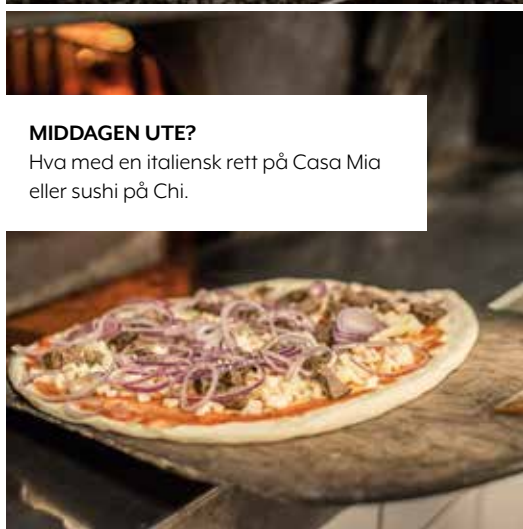 MIDDAGEN UTE?
Hva med en italiensk rett på Casa Mia
eller sushi på Chi.